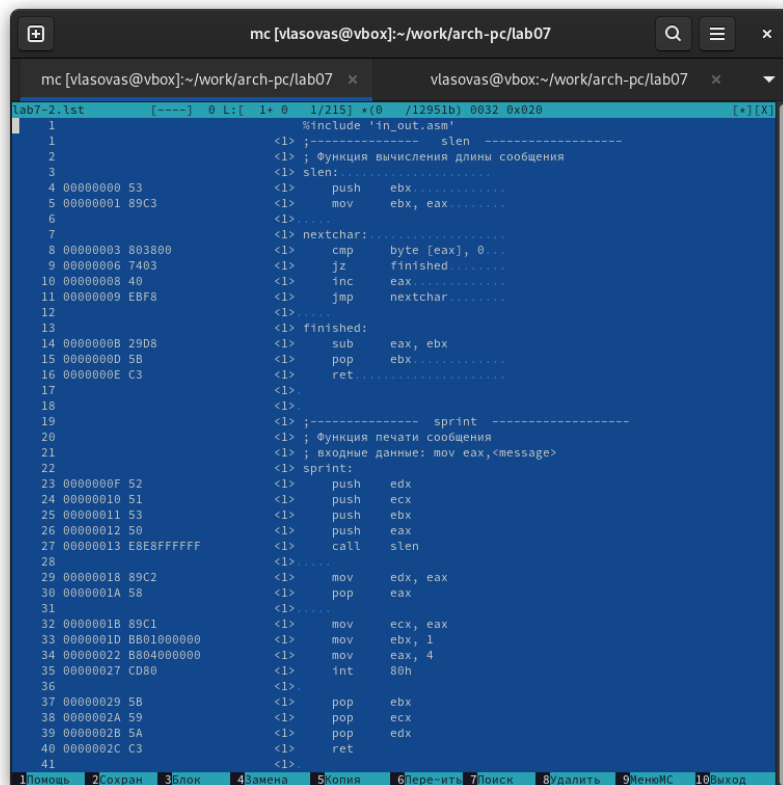 mc [vlasovas@vbox]:~/work/arch-pc/lab07
mc [vlasovas@vbox]:~/work/arch-pc/lab07 × vlasovas@vbox:~/work/arch-pc/lab07 ×
lab7-2.lst [----] 0 L:[ 1+ 0 1/215] *(0 /12951b) 0032 0x020 [*][X]
1 %include 'in_out.asm'
1 <1> ;--------------- slen -------------------
2 <1> ; Функция вычисления длины сообщения
3 <1> slen:......................
4 00000000 53 <1> push ebx.............
5 00000001 89C3 <1> mov ebx, eax........
6 <1>.....
7 <1> nextchar:...................
8 00000003 803800 <1> cmp byte [eax], 0...
9 00000006 7403 <1> jz finished........
10 00000008 40 <1> inc eax.............
11 00000009 EBF8 <1> jmp nextchar........
12 <1>.....
13 <1> finished:
14 0000000B 29D8 <1> sub eax, ebx
15 0000000D 5B <1> pop ebx.............
16 0000000E C3 <1> ret......................
17 <1>.
18 <1>.
19 <1> ;--------------- sprint -------------------
20 <1> ; Функция печати сообщения
21 <1> ; входные данные: mov eax,<message>
22 <1> sprint:
23 0000000F 52 <1> push edx
24 00000010 51 <1> push ecx
25 00000011 53 <1> push ebx
26 00000012 50 <1> push eax
27 00000013 E8E8FFFFFF <1> call slen
28 <1>.....
29 00000018 89C2 <1> mov edx, eax
30 0000001A 58 <1> pop eax
31 <1>.....
32 0000001B 89C1 <1> mov ecx, eax
33 0000001D BB01000000 <1> mov ebx, 1
34 00000022 B804000000 <1> mov eax, 4
35 00000027 CD80 <1> int 80h
36 <1>.
37 00000029 5B <1> pop ebx
38 0000002A 59 <1> pop ecx
39 0000002B 5A <1> pop edx
40 0000002C C3 <1> ret
41 <1>.
1Помощь 2Сохран 3Блок 4Замена 5Копия 6Пере~ить 7Поиск 8Удалить 9МенюMC 10Выход